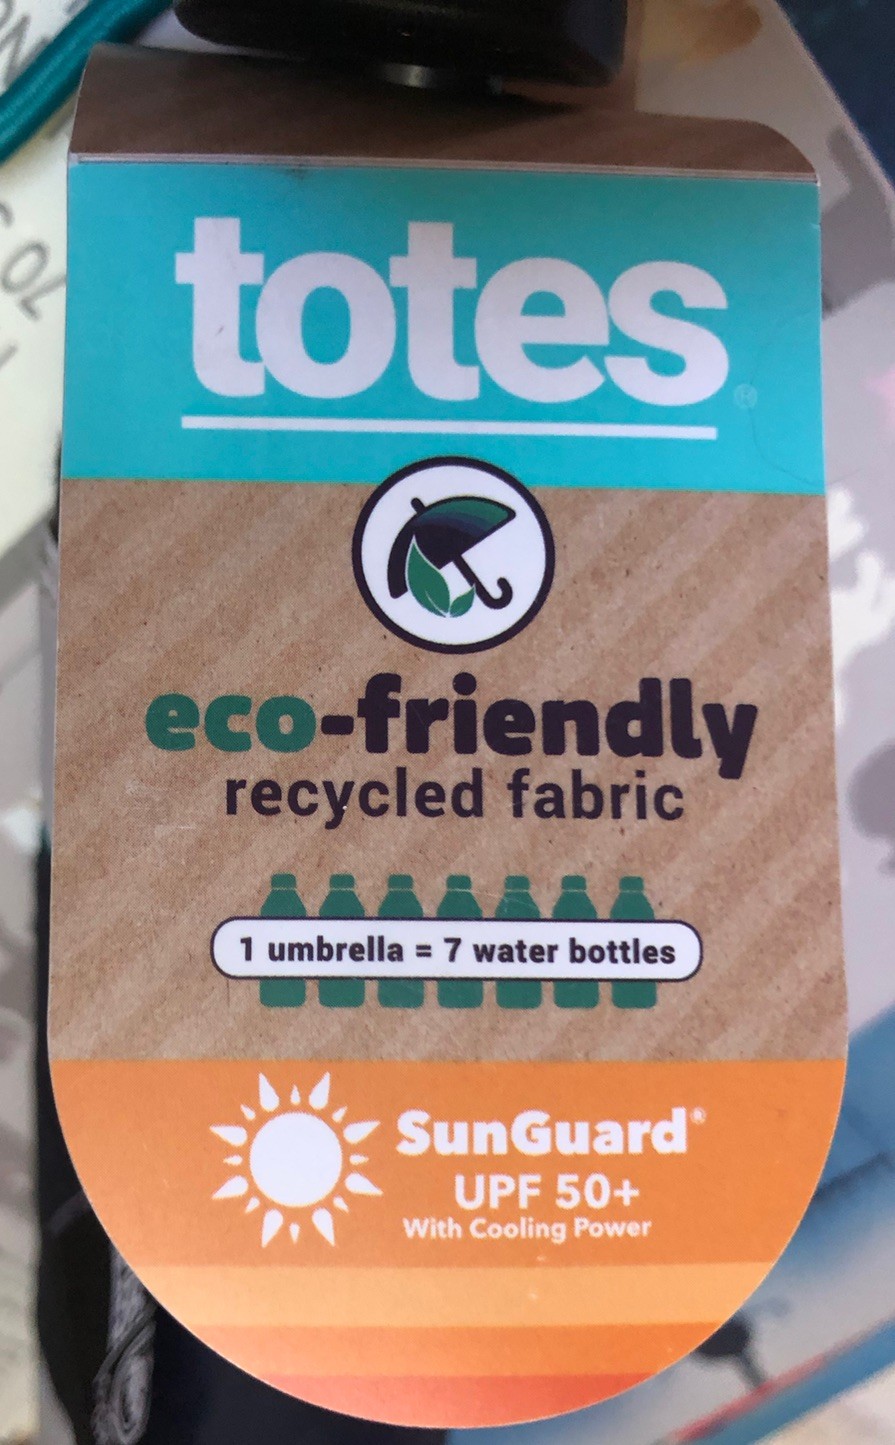 totes®
eco-friendly
recycled fabric
1 umbrella = 7 water bottles
SunGuard®
UPF 50+
With Cooling Power